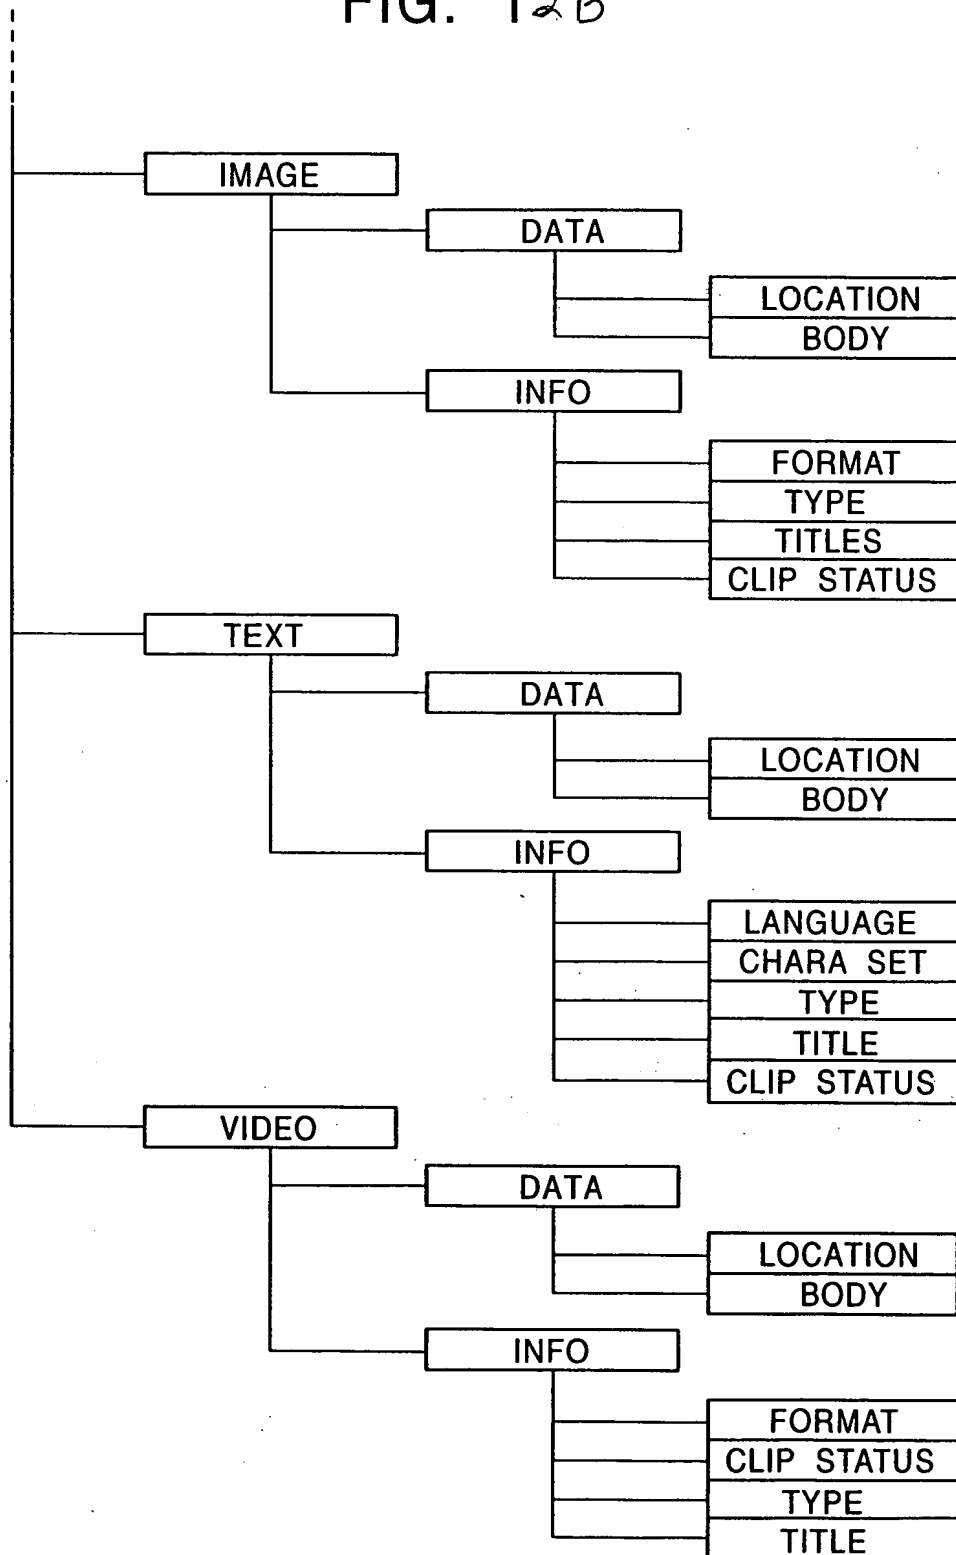 FIG. 12B
IMAGE
DATA
LOCATION
BODY
INFO
FORMAT
TYPE
TITLES
CLIP STATUS
TEXT
DATA
LOCATION
BODY
INFO
LANGUAGE
CHARA SET
TYPE
TITLE
CLIP STATUS
VIDEO
DATA
LOCATION
BODY
INFO
FORMAT
CLIP STATUS
TYPE
TITLE